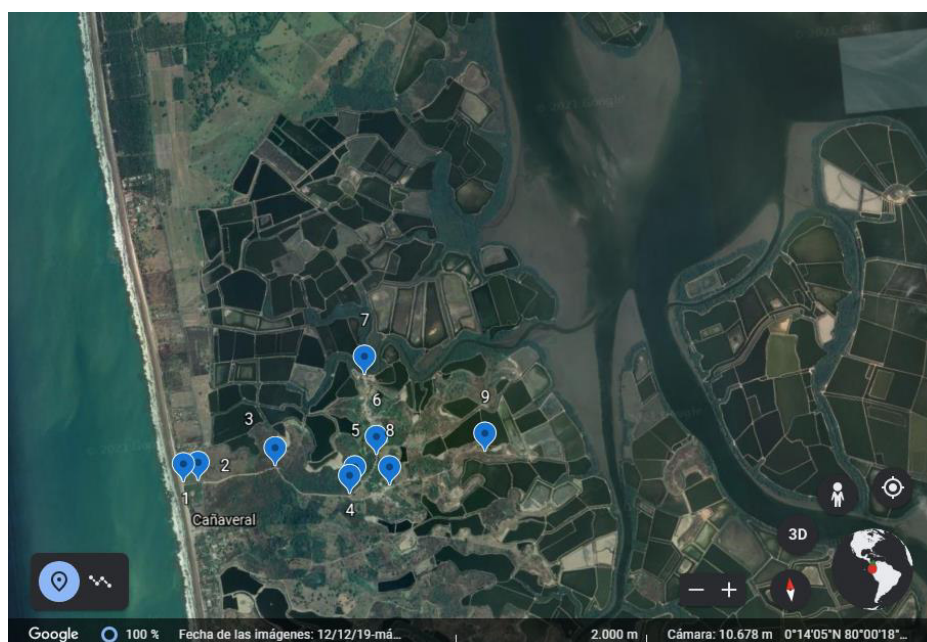 7
6
9
3
5
8
2
1
4
Cañaveral
3D
Google
100 %
Fecha de las imágenes: 12/12/19-má...
2.000 m
Cámara: 10.678 m
0°14'05"N 80°00'18"...